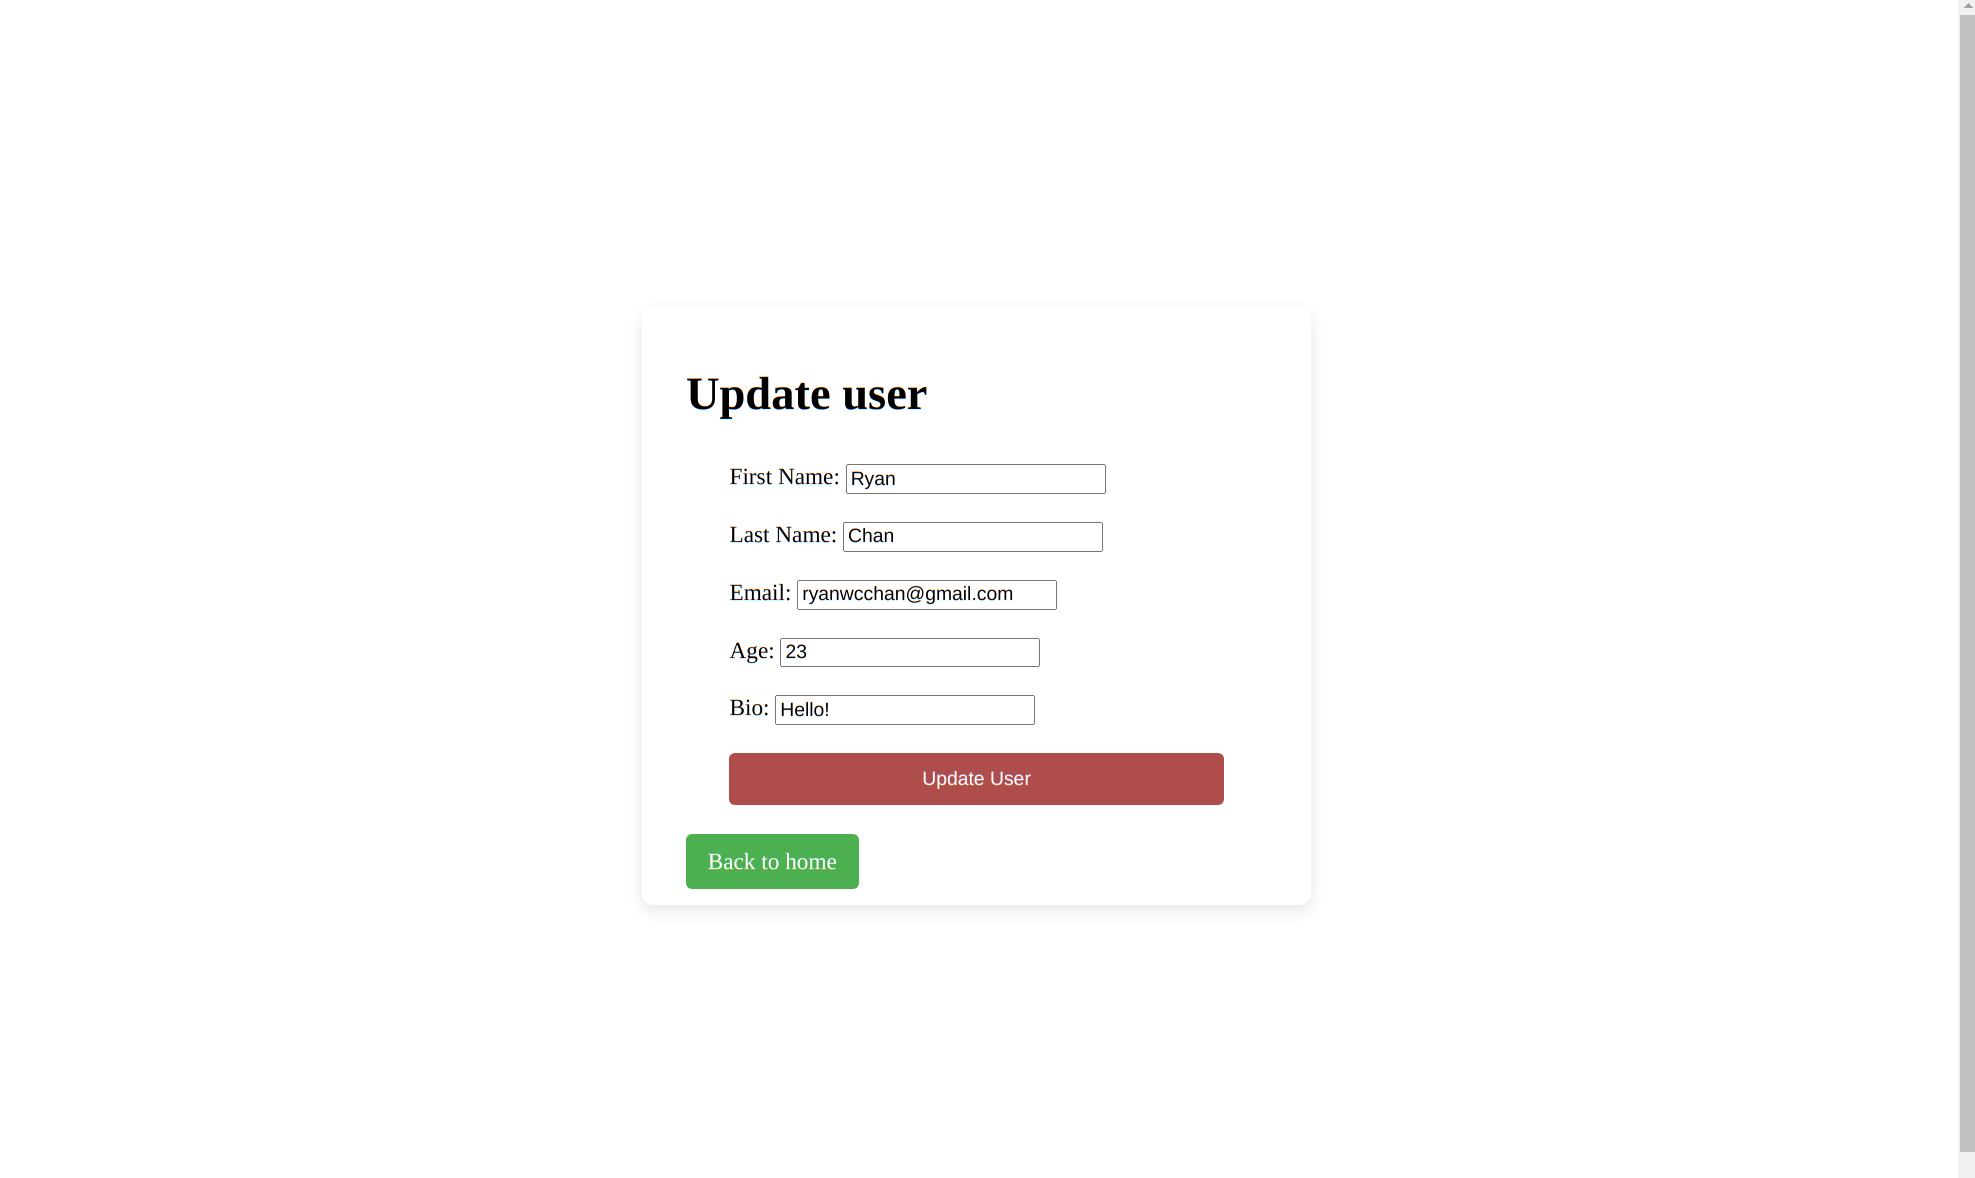 Update user
First Name: Ryan
Last Name: Chan
Email: ryanwcchan@gmail.com
Age: 23
Bio: Hello!
Update User
Back to home